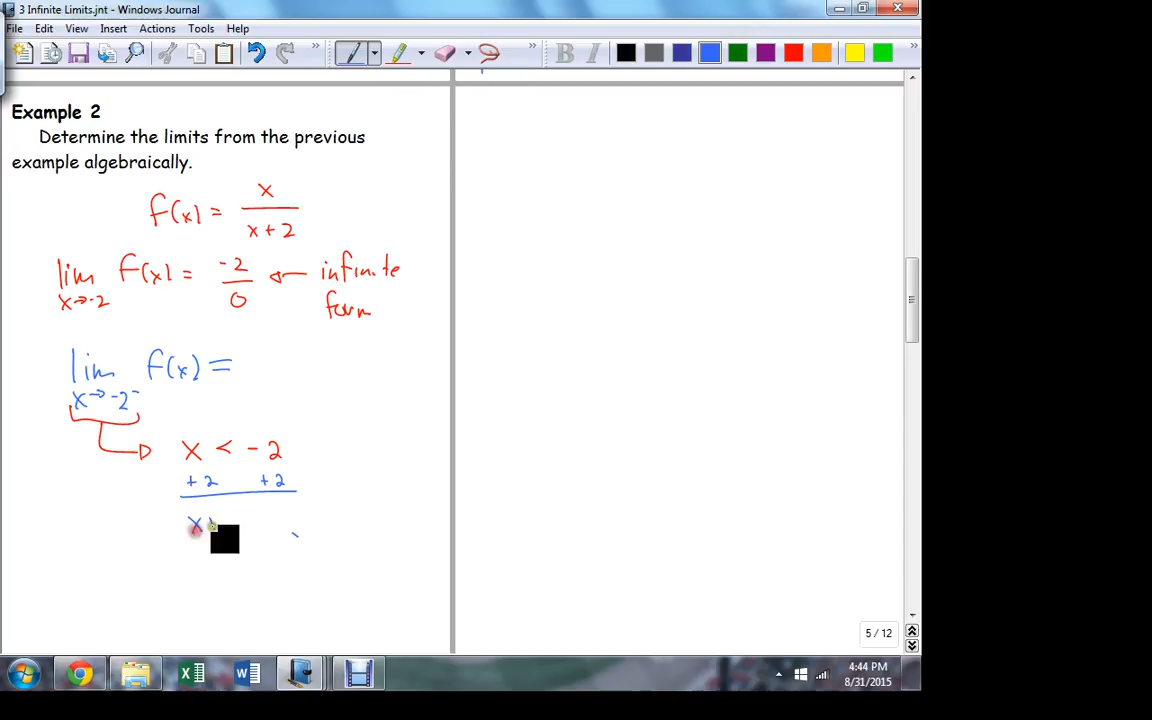 3 Infinite Limits.jnt - Windows Journal
File Edit View Insert Actions Tools Help
Example 2
Determine the limits from the previous
example algebraically.
f(x) = x / x + 2
lim x→-2 f(x) = -2 / 0 ← infinite form
lim x→-2⁻ f(x) =
x < - 2
+ 2 + 2
x
5 / 12
4:44 PM
8/31/2015